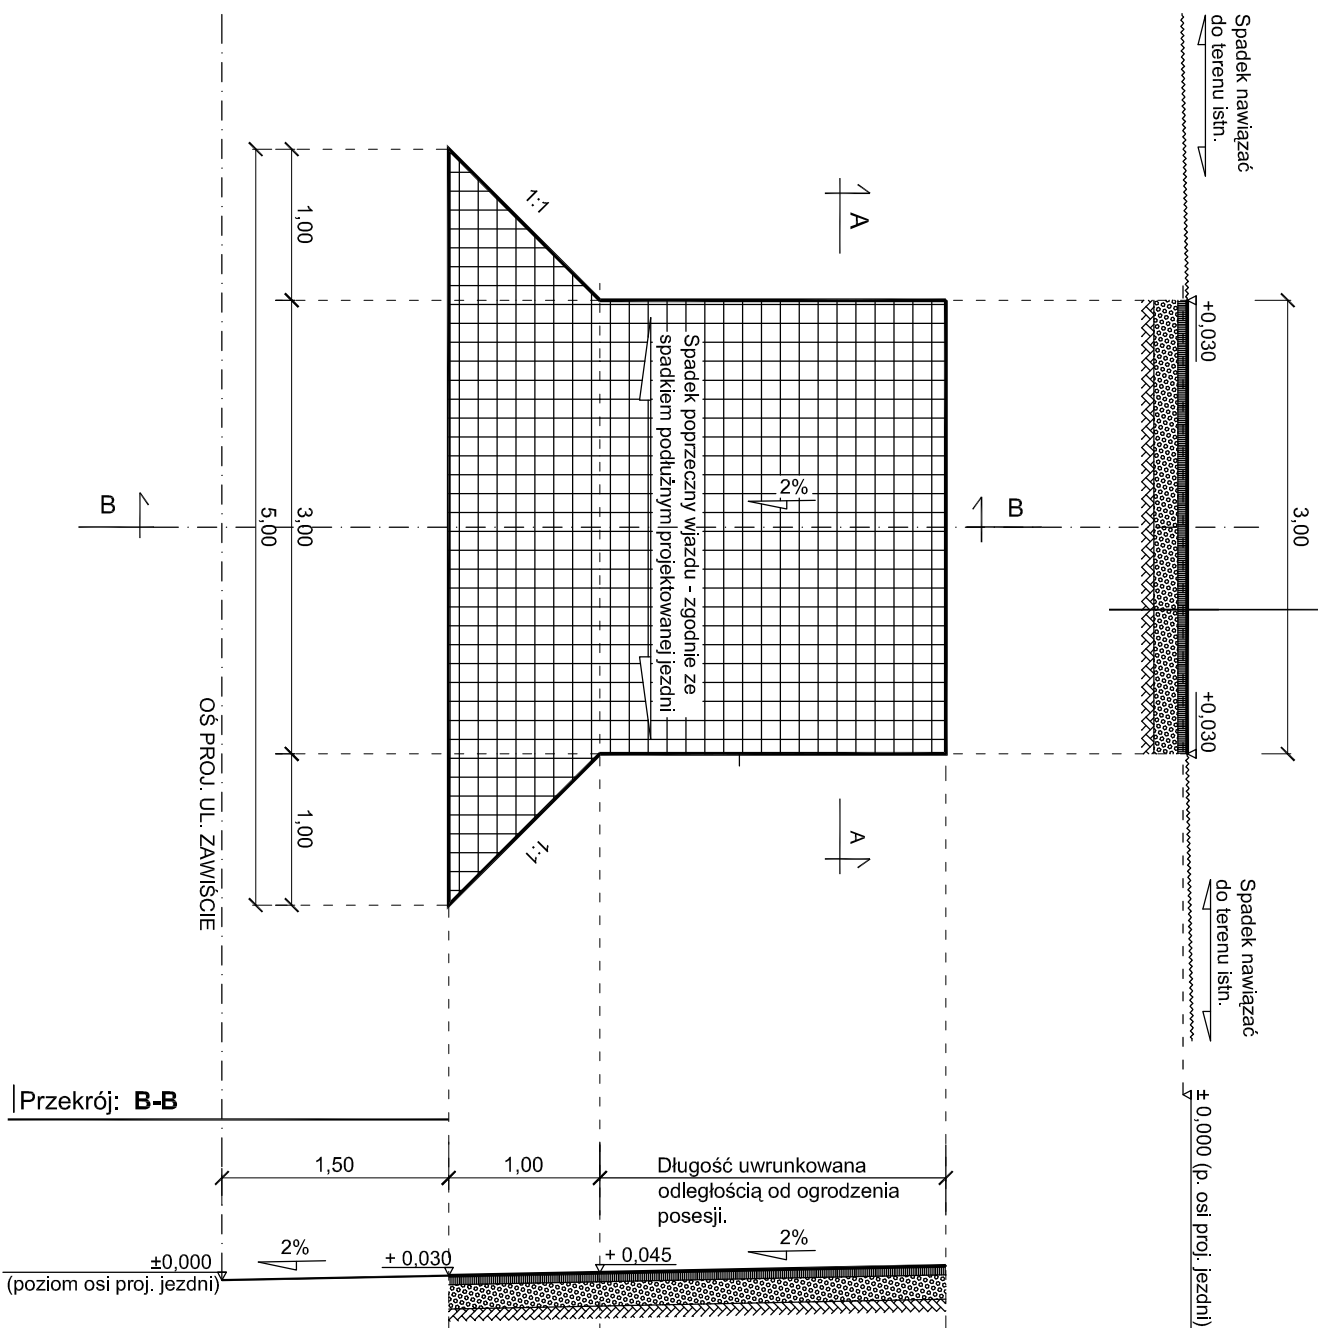 Spadek nawiązać
do terenu istn.
1:1
A
1,00
+0,030
Spadek poprzeczny wjazdu - zgodnie ze
spadkiem podłużnym projektowanej jezdni
2%
B
B
3,00
5,00
3,00
+0,030
OŚ PROJ. UL. ZAWIŚCIE
1,00
1:1
A
Spadek nawiązać
do terenu istn.
Przekrój: B-B
± 0,000 (p. osi proj. jezdni)
1,50
1,00
Długość uwrunkowana
odległością od ogrodzenia
posesji.
±0,000
(poziom osi proj. jezdni)
2%
+ 0,030
+ 0,045
2%